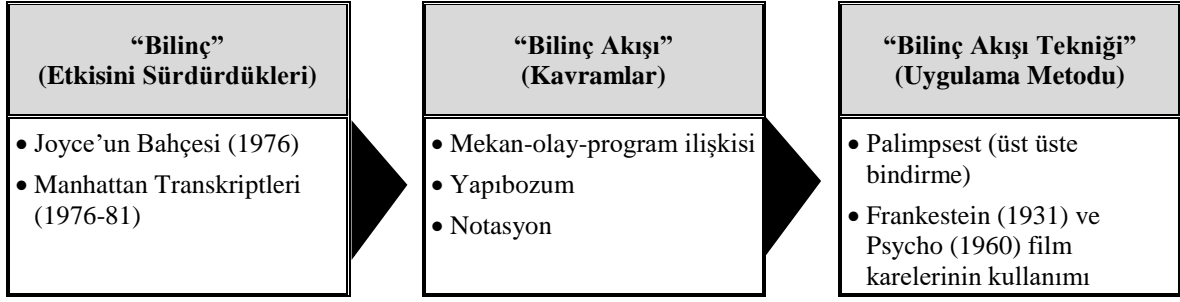 “Bilinç”
(Etkisini Sürdürdükleri)
• Joyce’un Bahçesi (1976)
• Manhattan Transkriptleri
(1976-81)
“Bilinç Akışı”
(Kavramlar)
• Mekan-olay-program ilişkisi
• Yapıbozum
• Notasyon
“Bilinç Akışı Tekniği”
(Uygulama Metodu)
• Palimpsest (üst üste
bindirme)
• Frankestein (1931) ve
Psycho (1960) film
karelerinin kullanımı